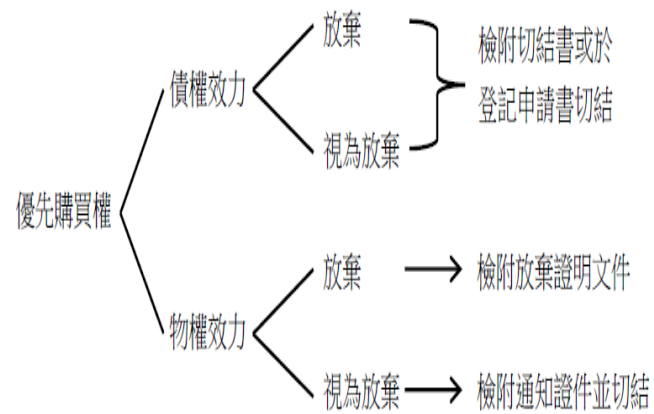 放棄
檢附切結書或於
債權效力
登記申請書切結
視為放棄
優先購買權
放棄
檢附放棄證明文件
物權效力
視為放棄
檢附通知證件並切結